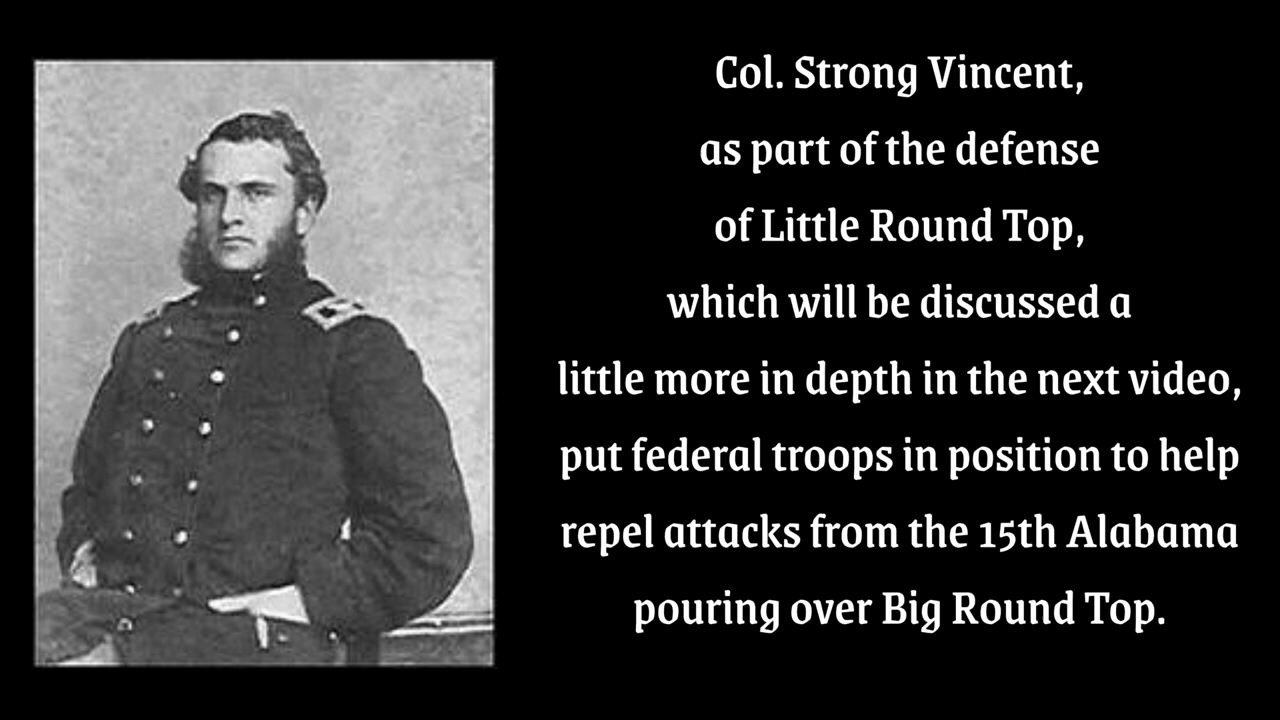 Col. Strong Vincent,
as part of the defense
of Little Round Top,
which will be discussed a
little more in depth in the next video,
put federal troops in position to help
repel attacks from the 15th Alabama
pouring over Big Round Top.